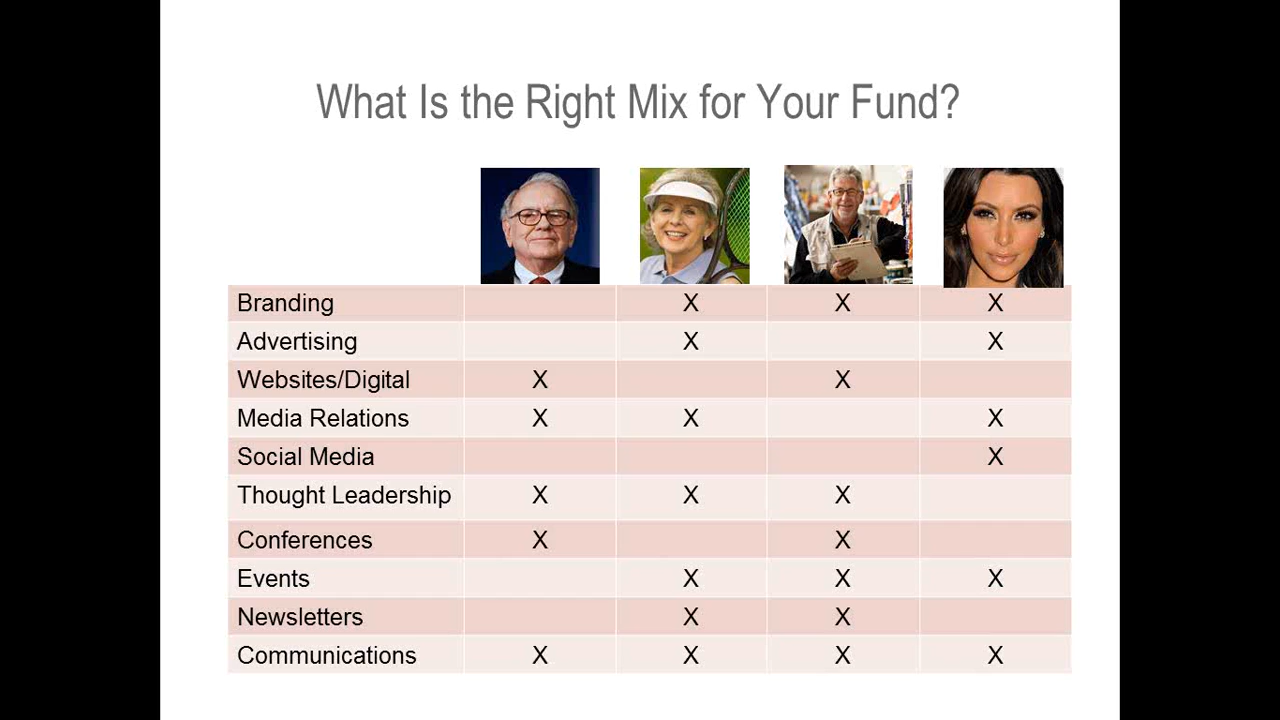 What Is the Right Mix for Your Fund?
Branding X X X
Advertising X X
Websites/Digital X X
Media Relations X X X
Social Media X
Thought Leadership X X X
Conferences X X
Events X X X
Newsletters X X
Communications X X X X